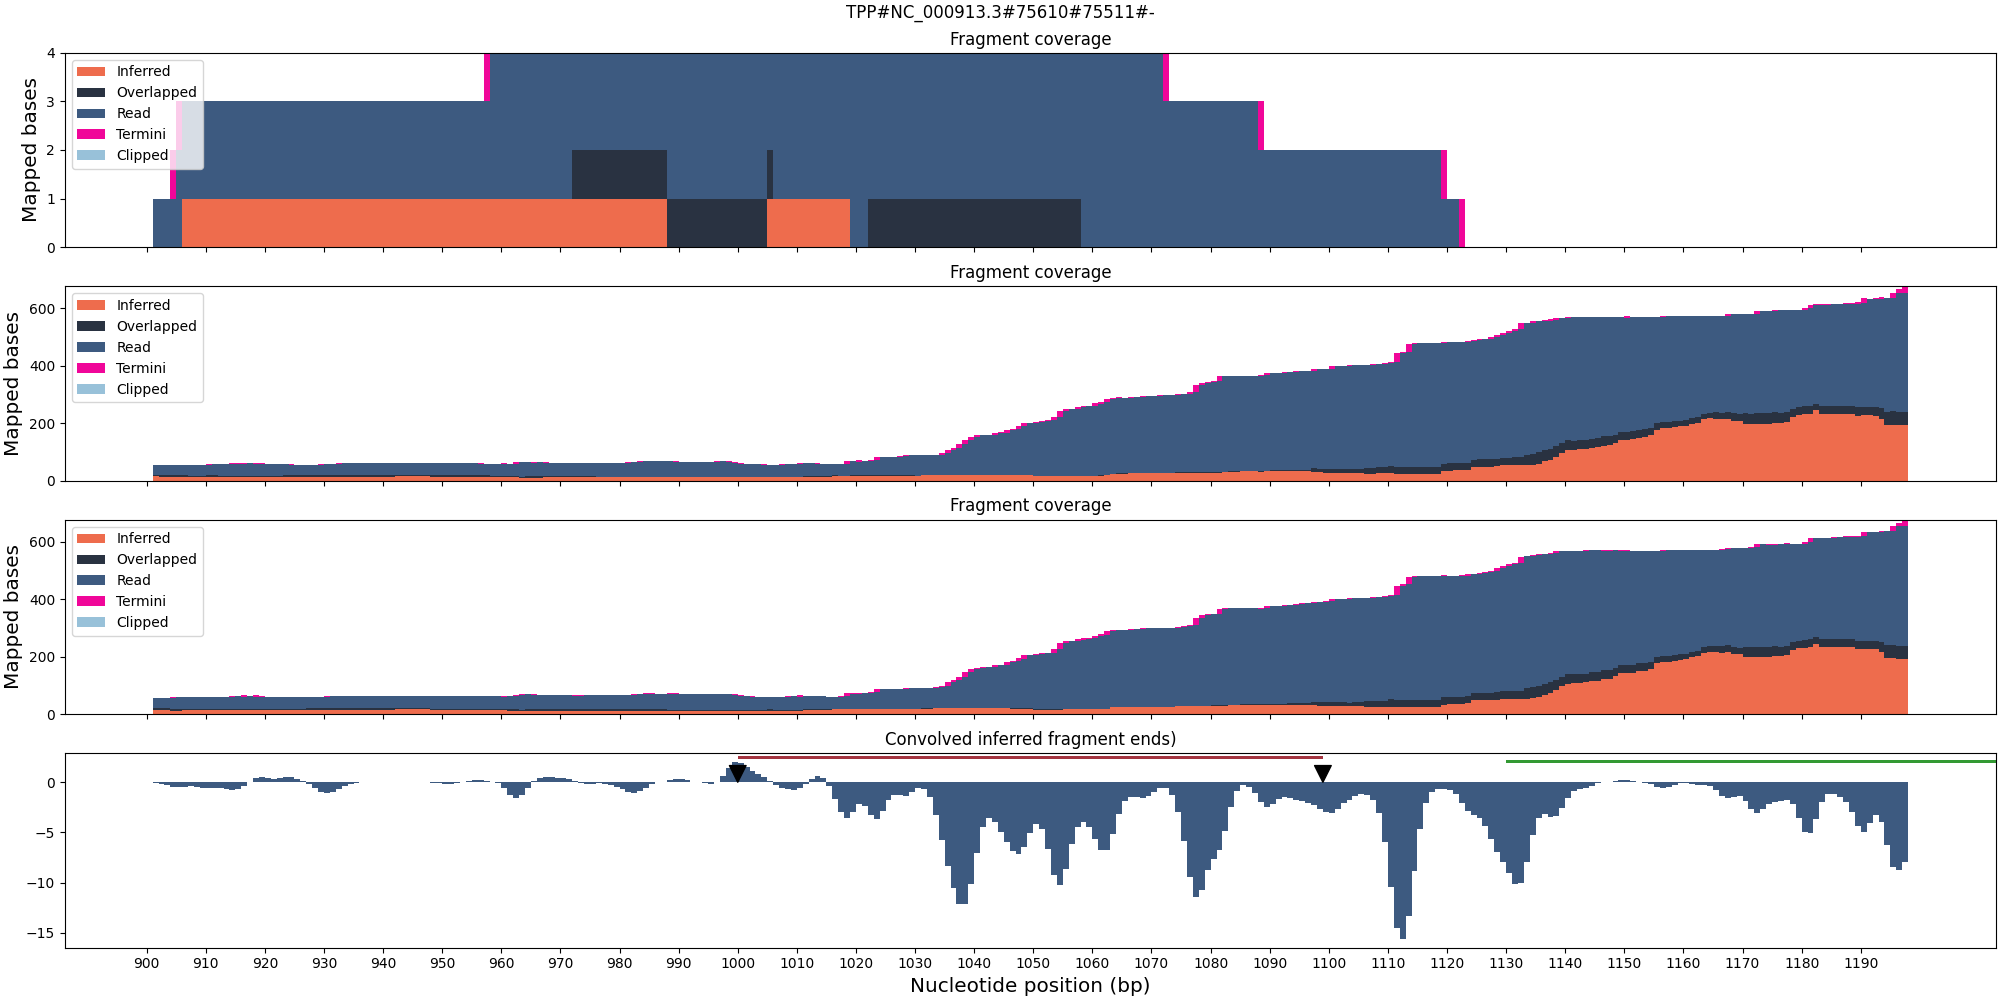 TPP#NC_000913.3#75610#75511#-
Fragment coverage
Mapped bases
4
3
2
1
0
Inferred
Overlapped
Read
Termini
Clipped
Fragment coverage
Mapped bases
600
400
200
0
Inferred
Overlapped
Read
Termini
Clipped
Fragment coverage
Mapped bases
600
400
200
0
Inferred
Overlapped
Read
Termini
Clipped
Convolved inferred fragment ends)
0
−5
−10
−15
900 910 920 930 940 950 960 970 980 990 1000 1010 1020 1030 1040 1050 1060 1070 1080 1090 1100 1110 1120 1130 1140 1150 1160 1170 1180 1190
Nucleotide position (bp)